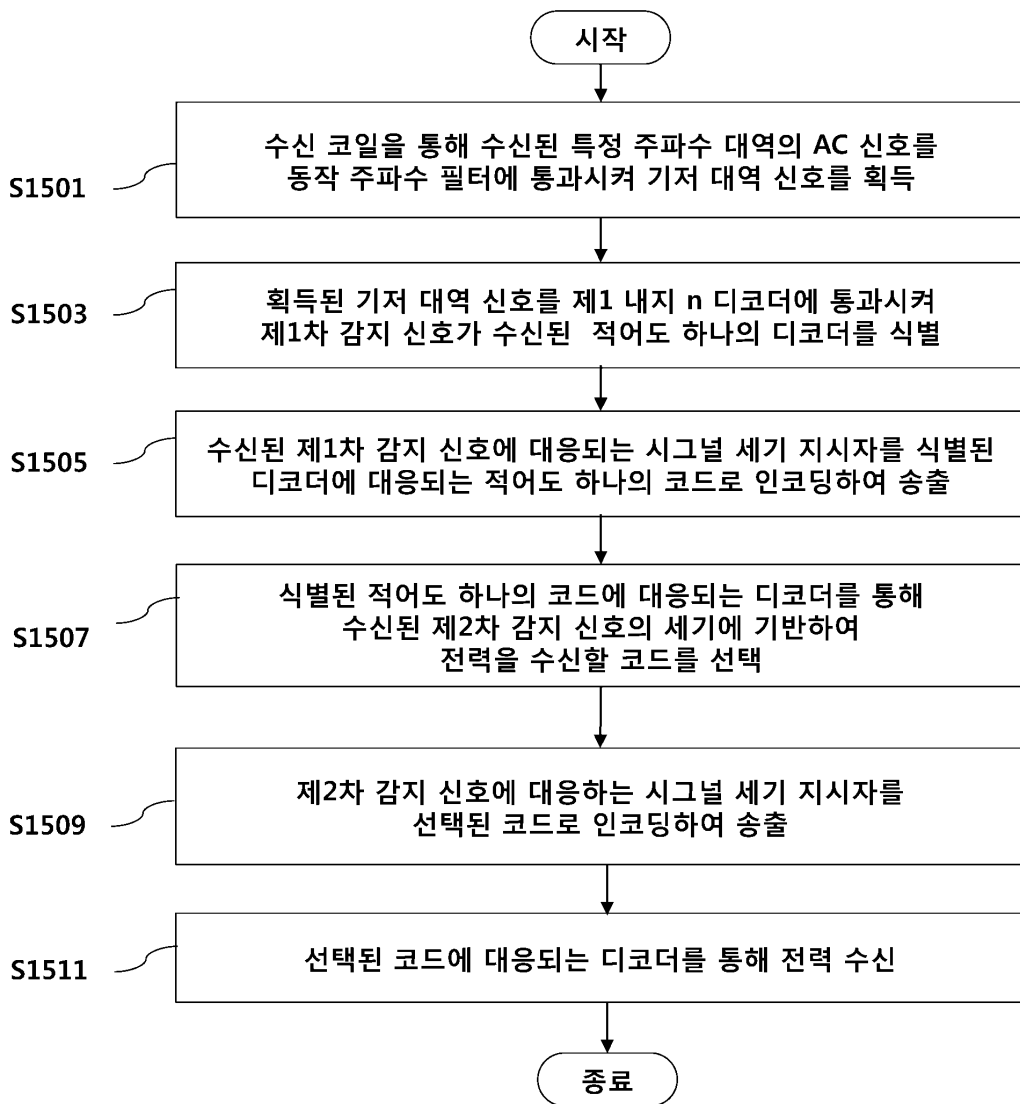 시작
S1501
수신 코일을 통해 수신된 특정 주파수 대역의 AC 신호를
동작 주파수 필터에 통과시켜 기저 대역 신호를 획득
S1503
획득된 기저 대역 신호를 제1 내지 n 디코더에 통과시켜
제1차 감지 신호가 수신된 적어도 하나의 디코더를 식별
S1505
수신된 제1차 감지 신호에 대응되는 시그널 세기 지시자를 식별된
디코더에 대응되는 적어도 하나의 코드로 인코딩하여 송출
S1507
식별된 적어도 하나의 코드에 대응되는 디코더를 통해
수신된 제2차 감지 신호의 세기에 기반하여
전력을 수신할 코드를 선택
S1509
제2차 감지 신호에 대응하는 시그널 세기 지시자를
선택된 코드로 인코딩하여 송출
S1511
선택된 코드에 대응되는 디코더를 통해 전력 수신
종료